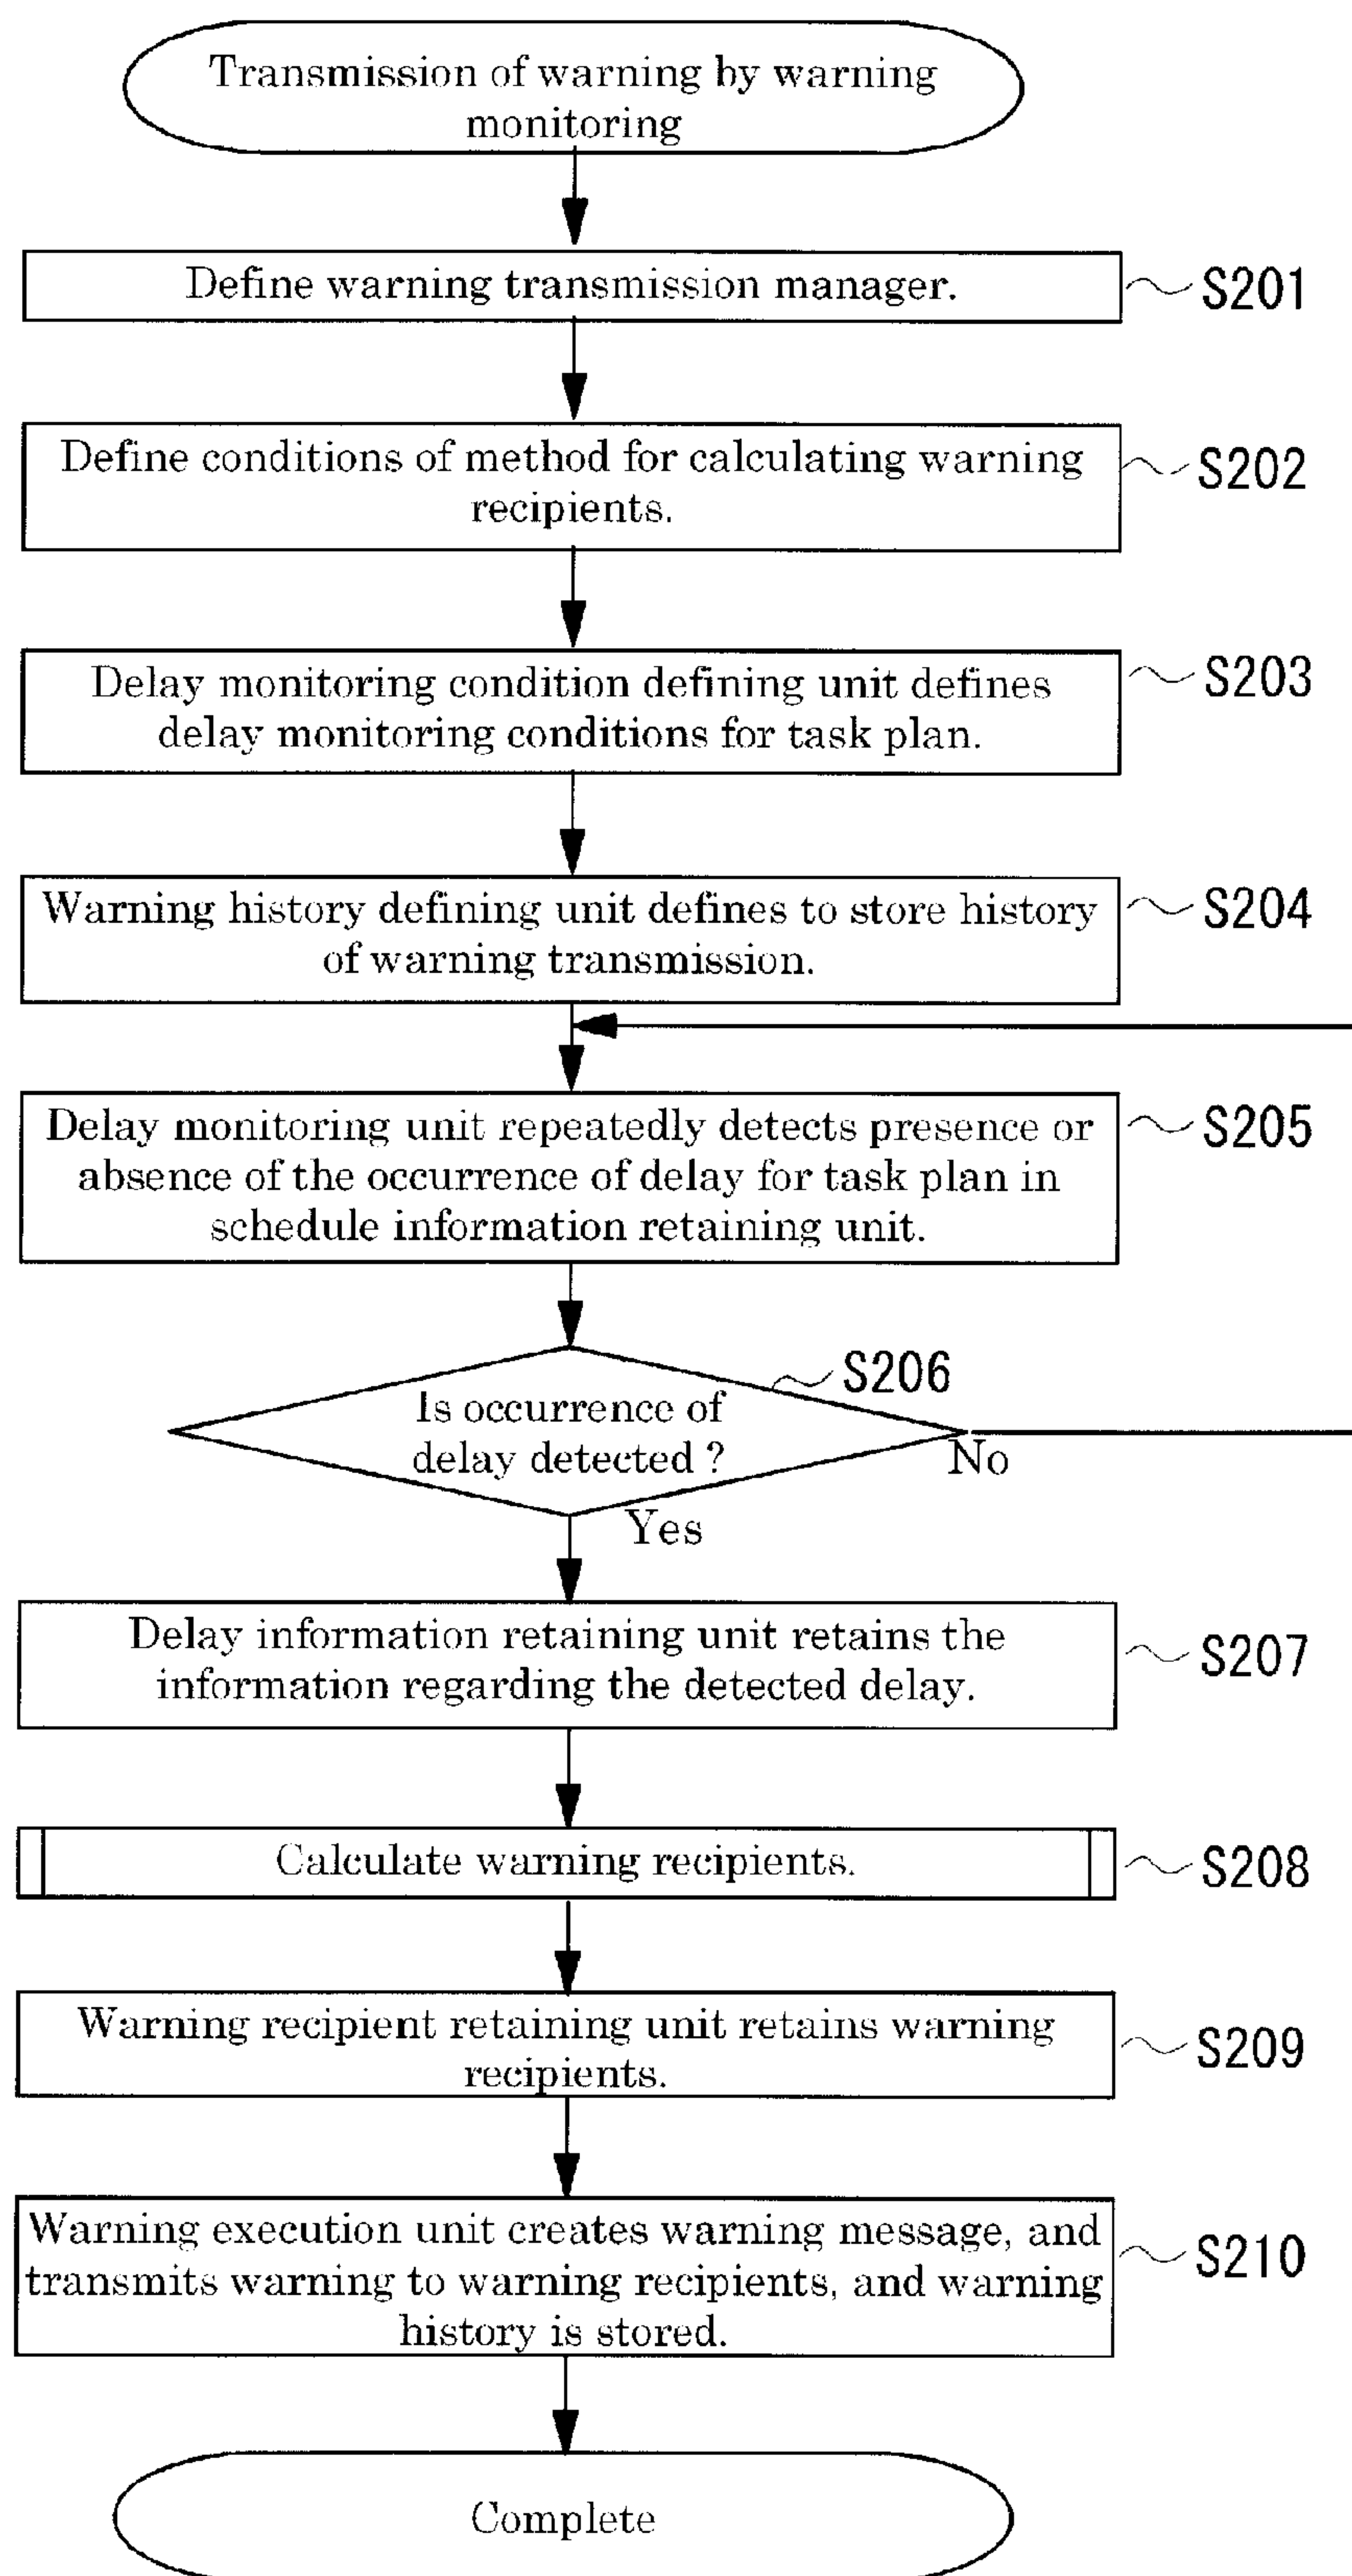 Transmission of warning by warning
monitoring
Define warning transmission manager.
S201
Define conditions of method for calculating warning
recipients.
S202
Delay monitoring condition defining unit defines
delay monitoring conditions for task plan.
S203
Warning history defining unit defines to store history
of warning transmission.
S204
Delay monitoring unit repeatedly detects presence or
absence of the occurrence of delay for task plan in
schedule information retaining unit.
S205
Is occurrence of
delay detected ?
S206
No
Yes
Delay information retaining unit retains the
information regarding the detected delay.
S207
Calculate warning recipients.
S208
Warning recipient retaining unit retains warning
recipients.
S209
Warning execution unit creates warning message, and
transmits warning to warning recipients, and warning
history is stored.
S210
Complete